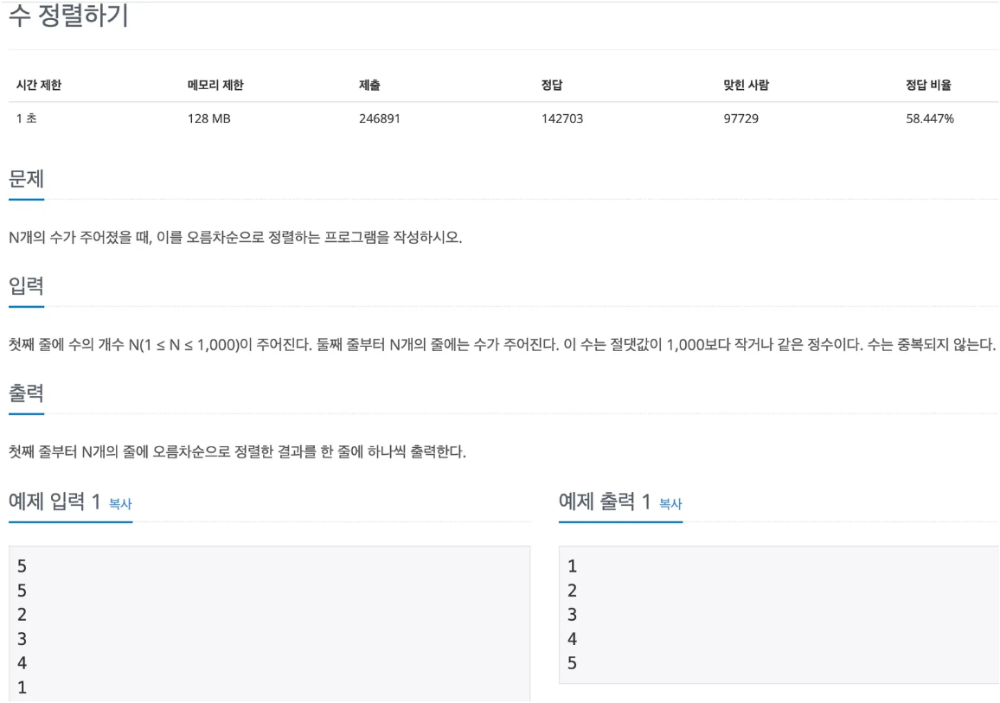 수 정렬하기
시간 제한 메모리 제한 제출 정답 맞힌 사람 정답 비율
1 초 128 MB 246891 142703 97729 58.447%
문제
N개의 수가 주어졌을 때, 이를 오름차순으로 정렬하는 프로그램을 작성하시오.
입력
첫째 줄에 수의 개수 N(1 ≤ N ≤ 1,000)이 주어진다. 둘째 줄부터 N개의 줄에는 수가 주어진다. 이 수는 절댓값이 1,000보다 작거나 같은 정수이다. 수는 중복되지 않는다.
출력
첫째 줄부터 N개의 줄에 오름차순으로 정렬한 결과를 한 줄에 하나씩 출력한다.
예제 입력 1 복사
5
5
2
3
4
1
예제 출력 1 복사
1
2
3
4
5